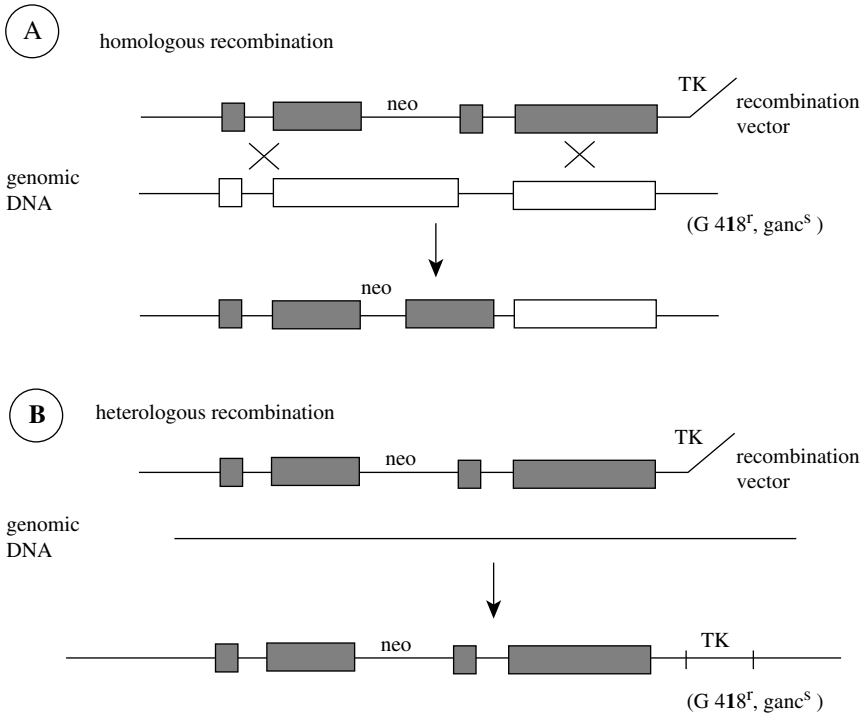 A
homologous recombination
neo
TK
recombination
vector
genomic
DNA
(G 418r, gancs )
neo
B
heterologous recombination
neo
TK
recombination
vector
genomic
DNA
neo
TK
(G 418r, gancs )